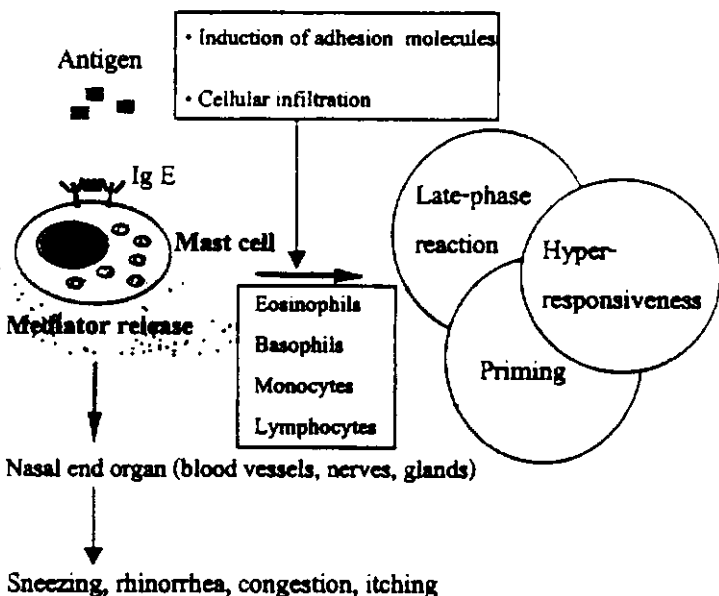 Antigen
· Induction of adhesion molecules
· Cellular infiltration
Ig E
Mast cell
Mediator release
Eosinophils
Basophils
Monocytes
Lymphocytes
Late-phase
reaction
Hyper-
responsiveness
Priming
Nasal end organ (blood vessels, nerves, glands)
Sneezing, rhinorrhea, congestion, itching